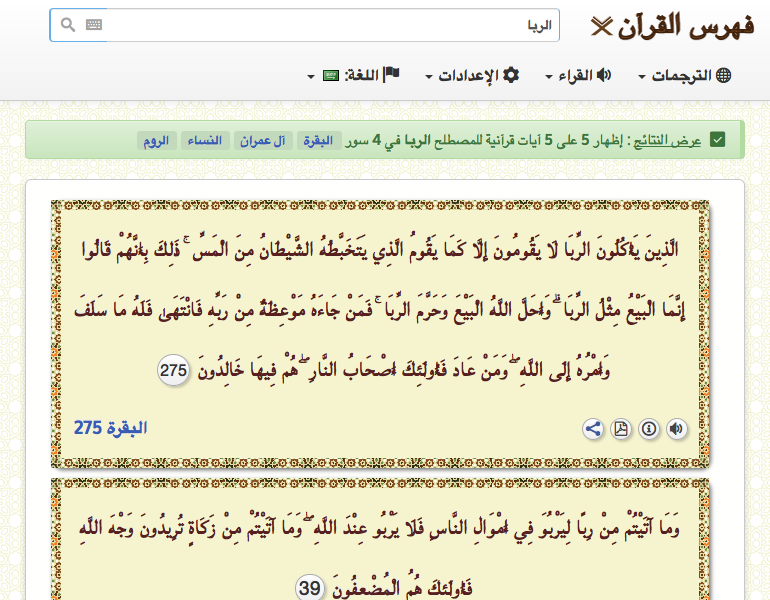 فهرس القرآن
الربا
الترجمات
القراء
الإعدادات
اللغة:
عرض النتائج : إظهار 5 على 5 آيات قرآنية للمصطلح الربا في 4 سور البقرة آل عمران النساء الروم
الَّذِينَ يَأْكُلُونَ الرِّبَا لَا يَقُومُونَ إِلَّا كَمَا يَقُومُ الَّذِي يَتَخَبَّطُهُ الشَّيْطَانُ مِنَ الْمَسِّ ۚ ذَٰلِكَ بِأَنَّهُمْ قَالُوا
إِنَّمَا الْبَيْعُ مِثْلُ الرِّبَا ۗ وَأَحَلَّ اللَّهُ الْبَيْعَ وَحَرَّمَ الرِّبَا ۚ فَمَنْ جَاءَهُ مَوْعِظَةٌ مِنْ رَبِّهِ فَانْتَهَىٰ فَلَهُ مَا سَلَفَ
وَأَمْرُهُ إِلَى اللَّهِ ۖ وَمَنْ عَادَ فَأُولَٰئِكَ أَصْحَابُ النَّارِ ۖ هُمْ فِيهَا خَالِدُونَ 275
البقرة 275
وَمَا آتَيْتُمْ مِنْ رِبًا لِيَرْبُوَ فِي أَمْوَالِ النَّاسِ فَلَا يَرْبُو عِنْدَ اللَّهِ ۖ وَمَا آتَيْتُمْ مِنْ زَكَاةٍ تُرِيدُونَ وَجْهَ اللَّهِ
فَأُولَٰئِكَ هُمُ الْمُضْعِفُونَ 39